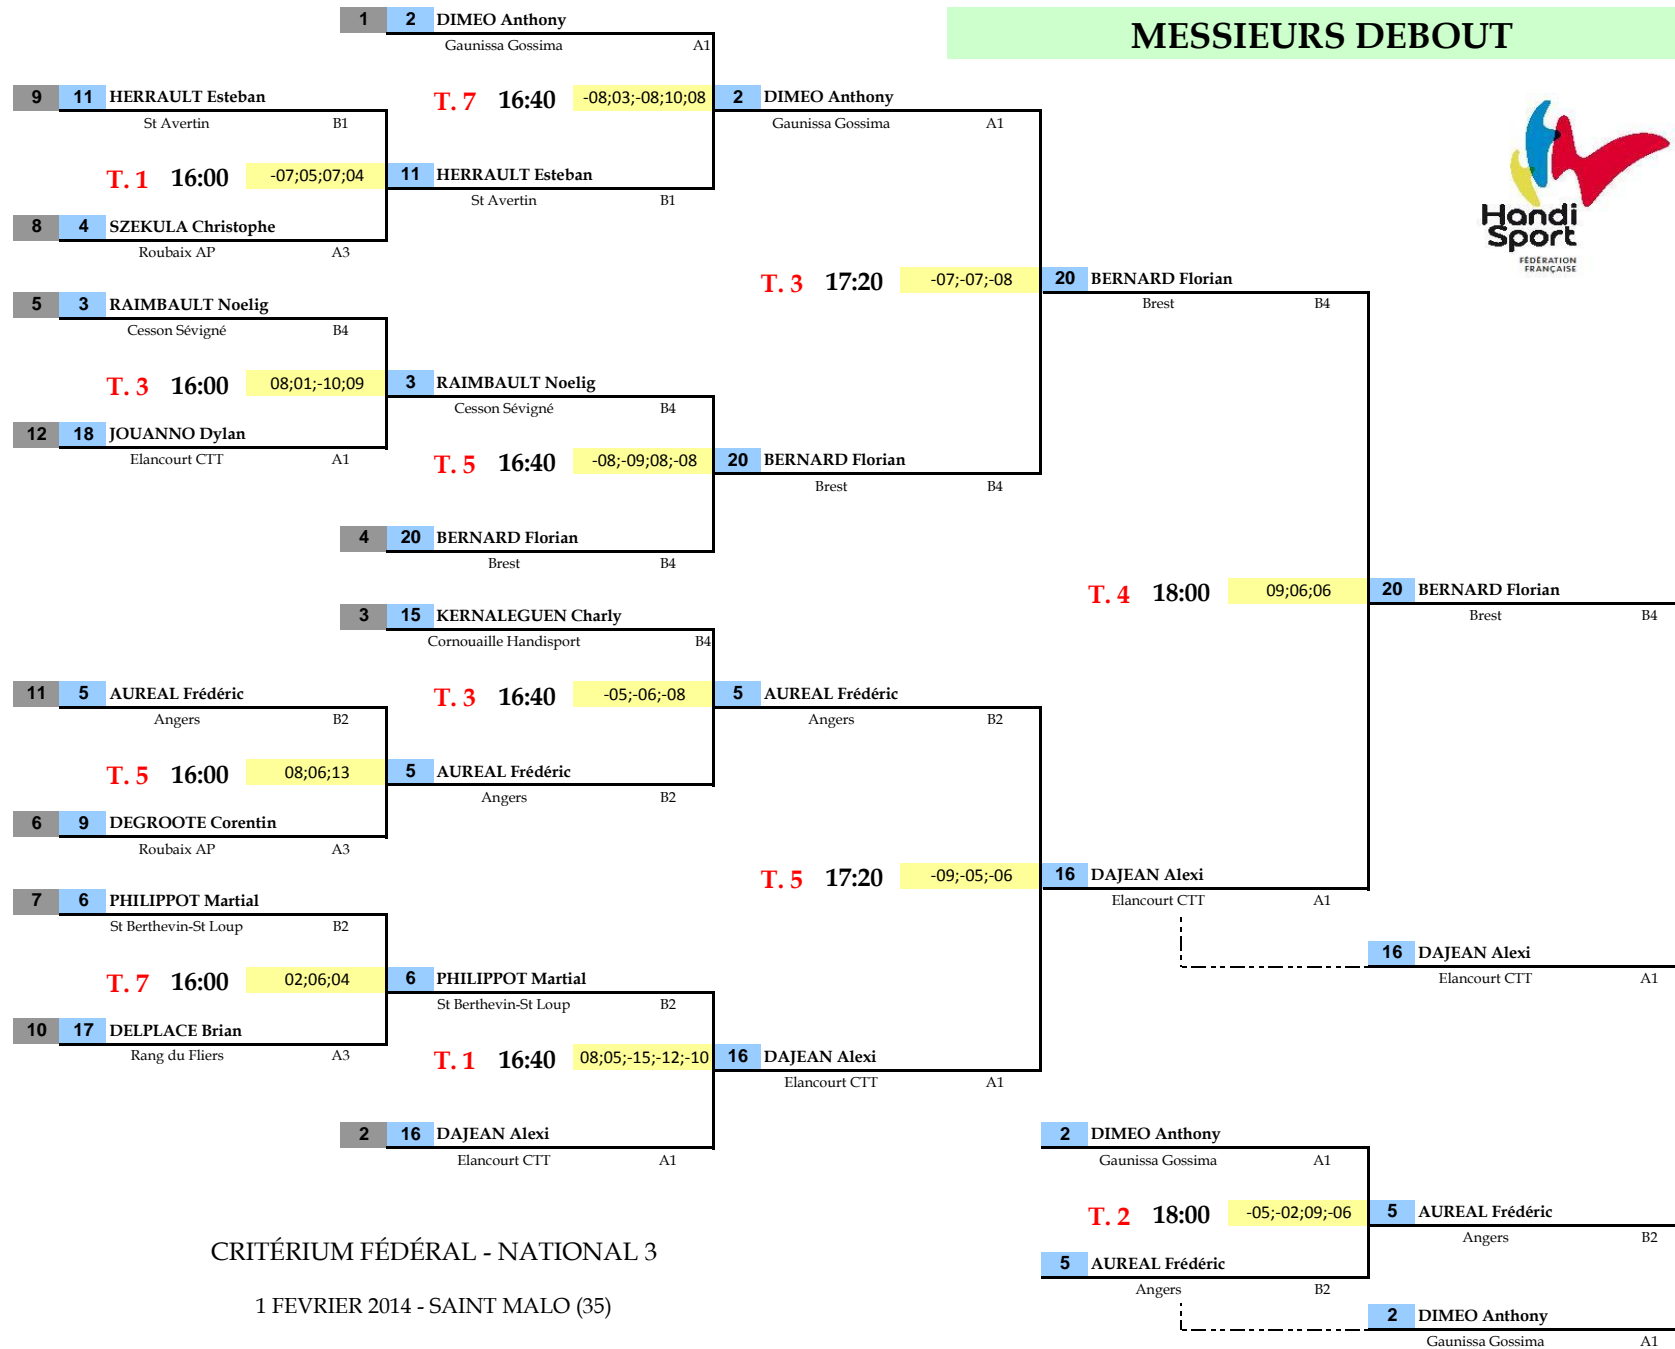 1 2 DIMEO Anthony
Gaunissa Gossima A1
MESSIEURS DEBOUT
9 11 HERRAULT Esteban
St Avertin B1
T. 7 16:40 -08;03;-08;10;08
2 DIMEO Anthony
Gaunissa Gossima A1
T. 1 16:00 -07;05;07;04
11 HERRAULT Esteban
St Avertin B1
8 4 SZEKULA Christophe
Roubaix AP A3
Handi
Sport
FÉDÉRATION
FRANÇAISE
T. 3 17:20 -07;-07;-08
20 BERNARD Florian
Brest B4
5 3 RAIMBAULT Noelig
Cesson Sévigné B4
T. 3 16:00 08;01;-10;09
3 RAIMBAULT Noelig
Cesson Sévigné B4
12 18 JOUANNO Dylan
Elancourt CTT A1
T. 5 16:40 -08;-09;08;-08
20 BERNARD Florian
Brest B4
4 20 BERNARD Florian
Brest B4
T. 4 18:00 09;06;06
20 BERNARD Florian
Brest B4
3 15 KERNALEGUEN Charly
Cornouaille Handisport B4
11 5 AUREAL Frédéric
Angers B2
T. 3 16:40 -05;-06;-08
5 AUREAL Frédéric
Angers B2
T. 5 16:00 08;06;13
5 AUREAL Frédéric
Angers B2
6 9 DEGROOTE Corentin
Roubaix AP A3
T. 5 17:20 -09;-05;-06
16 DAJEAN Alexi
Elancourt CTT A1
7 6 PHILIPPOT Martial
St Berthevin-St Loup B2
16 DAJEAN Alexi
Elancourt CTT A1
T. 7 16:00 02;06;04
6 PHILIPPOT Martial
St Berthevin-St Loup B2
10 17 DELPLACE Brian
Rang du Fliers A3
T. 1 16:40 08;05;-15;-12;-10
16 DAJEAN Alexi
Elancourt CTT A1
2 16 DAJEAN Alexi
Elancourt CTT A1
2 DIMEO Anthony
Gaunissa Gossima A1
T. 2 18:00 -05;-02;09;-06
5 AUREAL Frédéric
Angers B2
5 AUREAL Frédéric
Angers B2
2 DIMEO Anthony
Gaunissa Gossima A1
CRITÉRIUM FÉDÉRAL - NATIONAL 3
1 FEVRIER 2014 - SAINT MALO (35)